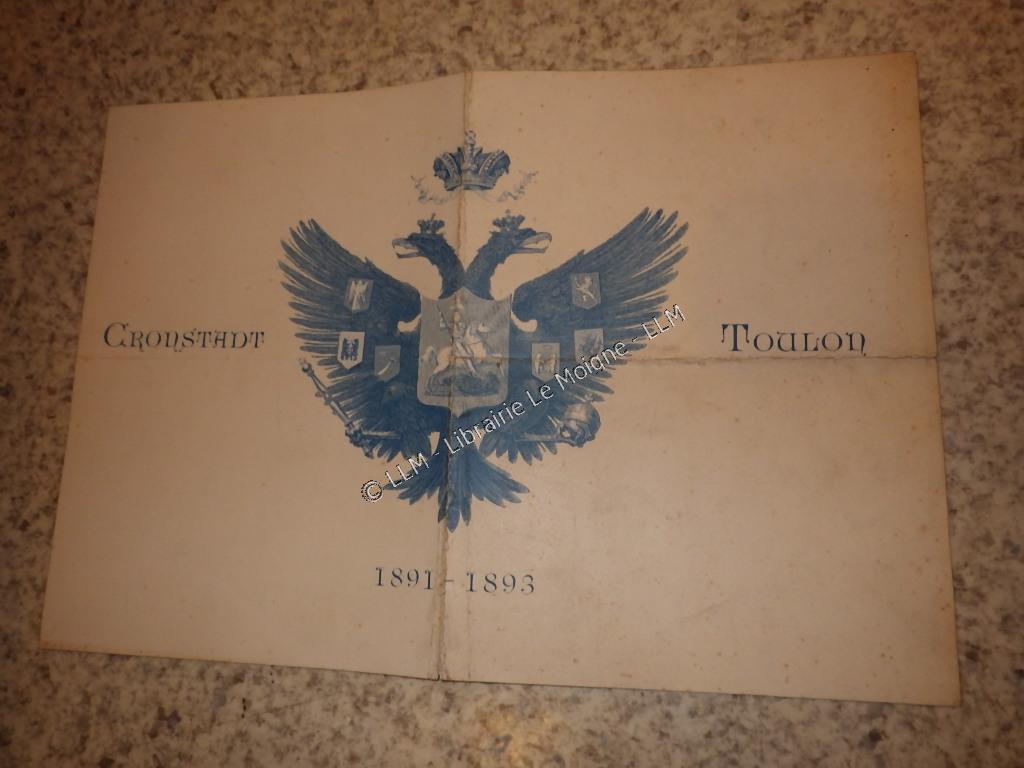 Cronstadt
Toulon
© LLM - Librairie Le Moigne - LLM
1891 - 1893